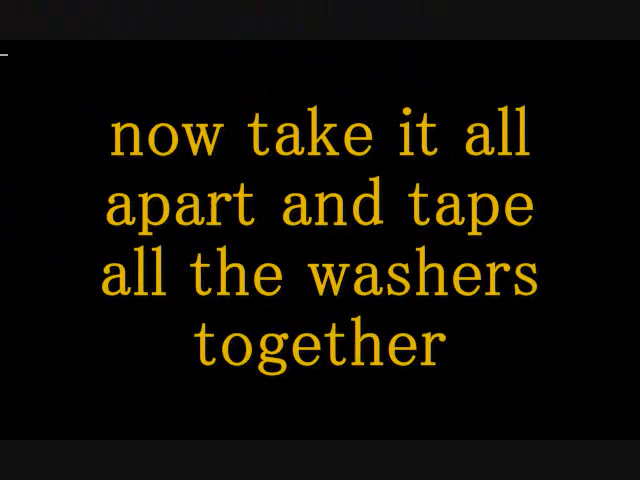 now take it all
apart and tape
all the washers
together